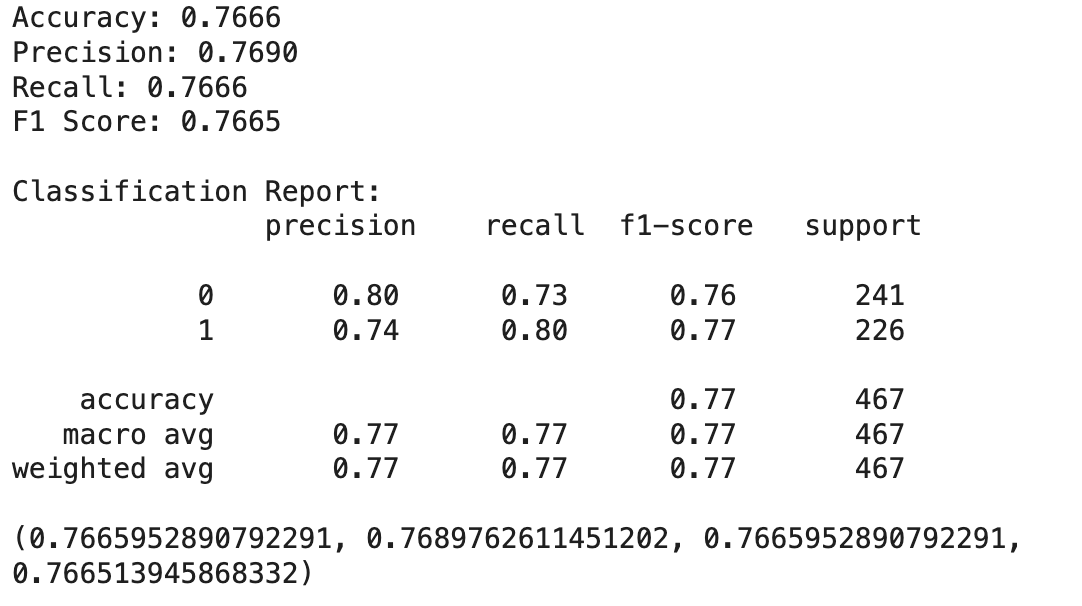 Accuracy: 0.7666
Precision: 0.7690
Recall: 0.7666
F1 Score: 0.7665
Classification Report:
precision recall f1-score support
0 0.80 0.73 0.76 241
1 0.74 0.80 0.77 226
accuracy 0.77 467
macro avg 0.77 0.77 0.77 467
weighted avg 0.77 0.77 0.77 467
(0.7665952890792291, 0.7689762611451202, 0.7665952890792291,
0.766513945868332)